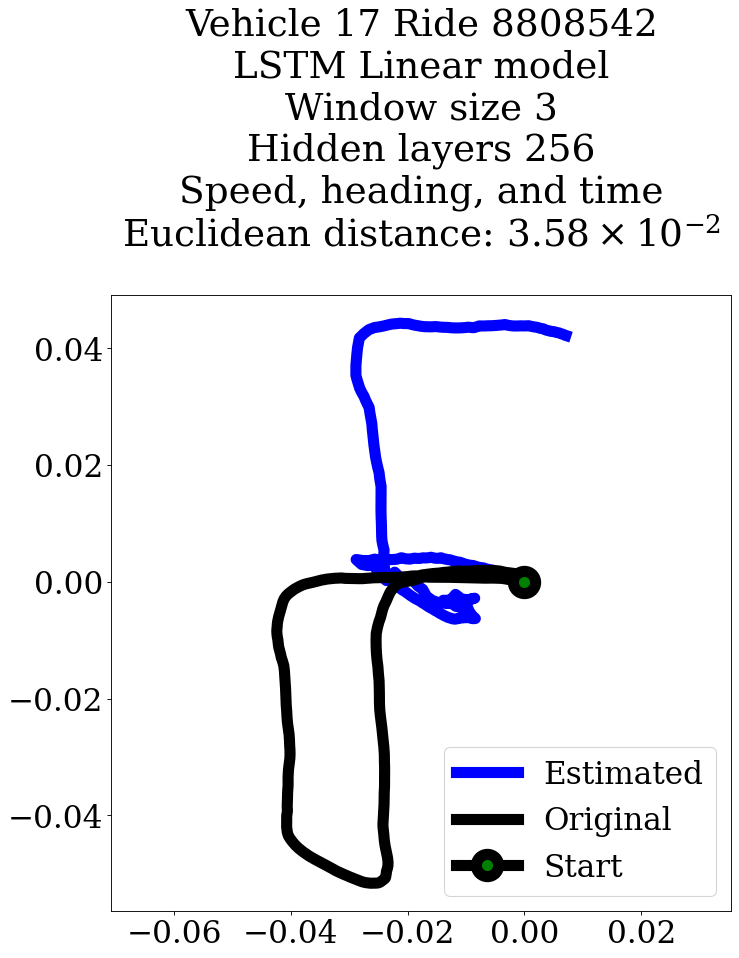 Vehicle 17 Ride 8808542
LSTM Linear model
Window size 3
Hidden layers 256
Speed, heading, and time
Euclidean distance: 3.58 × 10⁻²
0.04
0.02
0.00
−0.02
−0.04
−0.06 −0.04 −0.02 0.00 0.02
Estimated
Original
Start